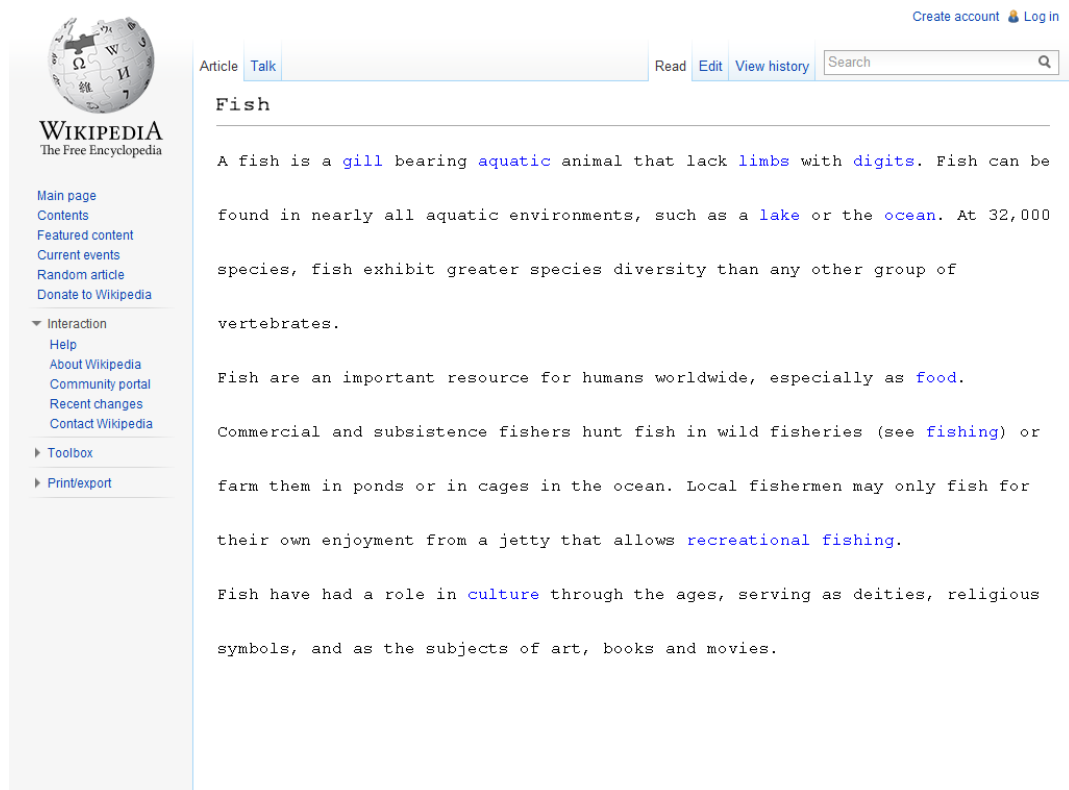 Create account Log in
Article Talk Read Edit View history Search
WIKIPEDIA
The Free Encyclopedia
Main page
Contents
Featured content
Current events
Random article
Donate to Wikipedia
Interaction
Help
About Wikipedia
Community portal
Recent changes
Contact Wikipedia
Toolbox
Print/export
Fish
A fish is a gill bearing aquatic animal that lack limbs with digits. Fish can be
found in nearly all aquatic environments, such as a lake or the ocean. At 32,000
species, fish exhibit greater species diversity than any other group of
vertebrates.
Fish are an important resource for humans worldwide, especially as food.
Commercial and subsistence fishers hunt fish in wild fisheries (see fishing) or
farm them in ponds or in cages in the ocean. Local fishermen may only fish for
their own enjoyment from a jetty that allows recreational fishing.
Fish have had a role in culture through the ages, serving as deities, religious
symbols, and as the subjects of art, books and movies.